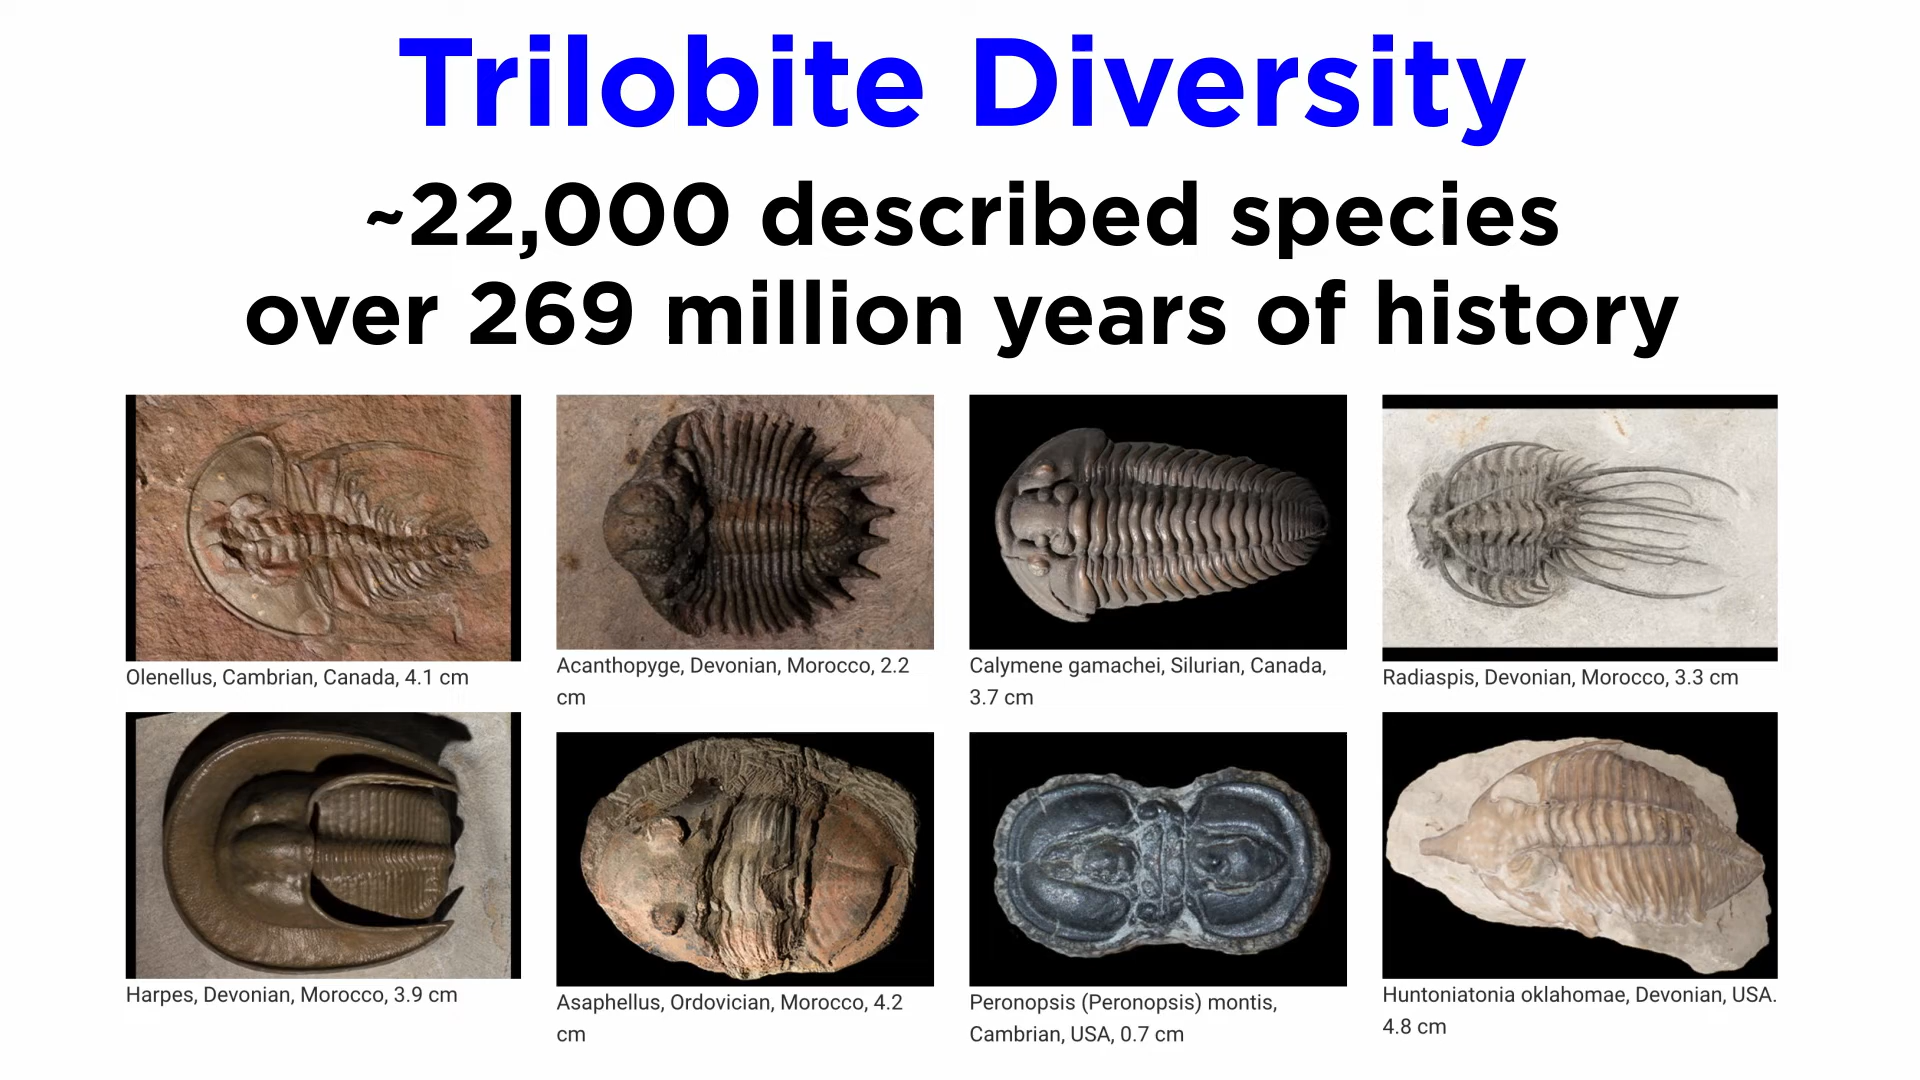 Trilobite Diversity
~22,000 described species
over 269 million years of history
Olenellus, Cambrian, Canada, 4.1 cm
Acanthopyge, Devonian, Morocco, 2.2
cm
Calymene gamachei, Silurian, Canada,
3.7 cm
Radiaspis, Devonian, Morocco, 3.3 cm
Harpes, Devonian, Morocco, 3.9 cm
Asaphellus, Ordovician, Morocco, 4.2
cm
Peronopsis (Peronopsis) montis,
Cambrian, USA, 0.7 cm
Huntoniatonia oklahomae, Devonian, USA.
4.8 cm